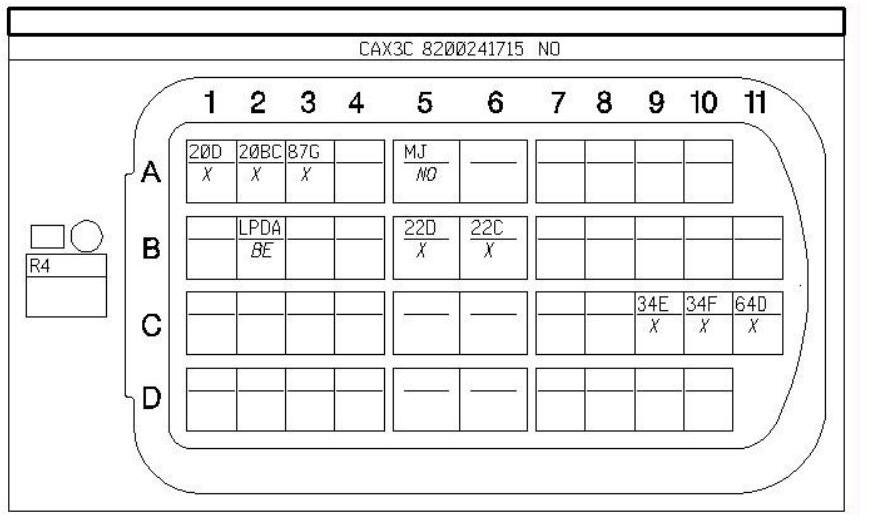 CAX3C 8200241715 NO
1 2 3 4 5 6 7 8 9 10 11
A
20D 20BC 87G MJ
X X X NO
B
LPDA 22D 22C
BE X X
R4
C
34E 34F 64D
X X X
D